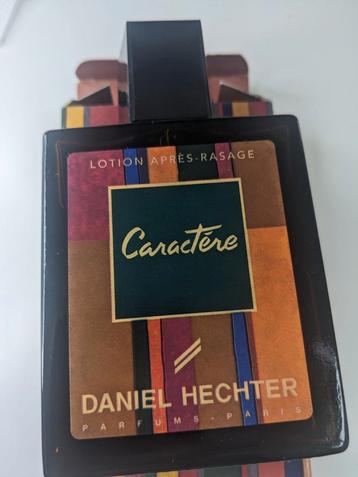 LOTION APRÈS-RASAGE
Caractère
DANIEL HECHTER
PARFUMS-PARIS